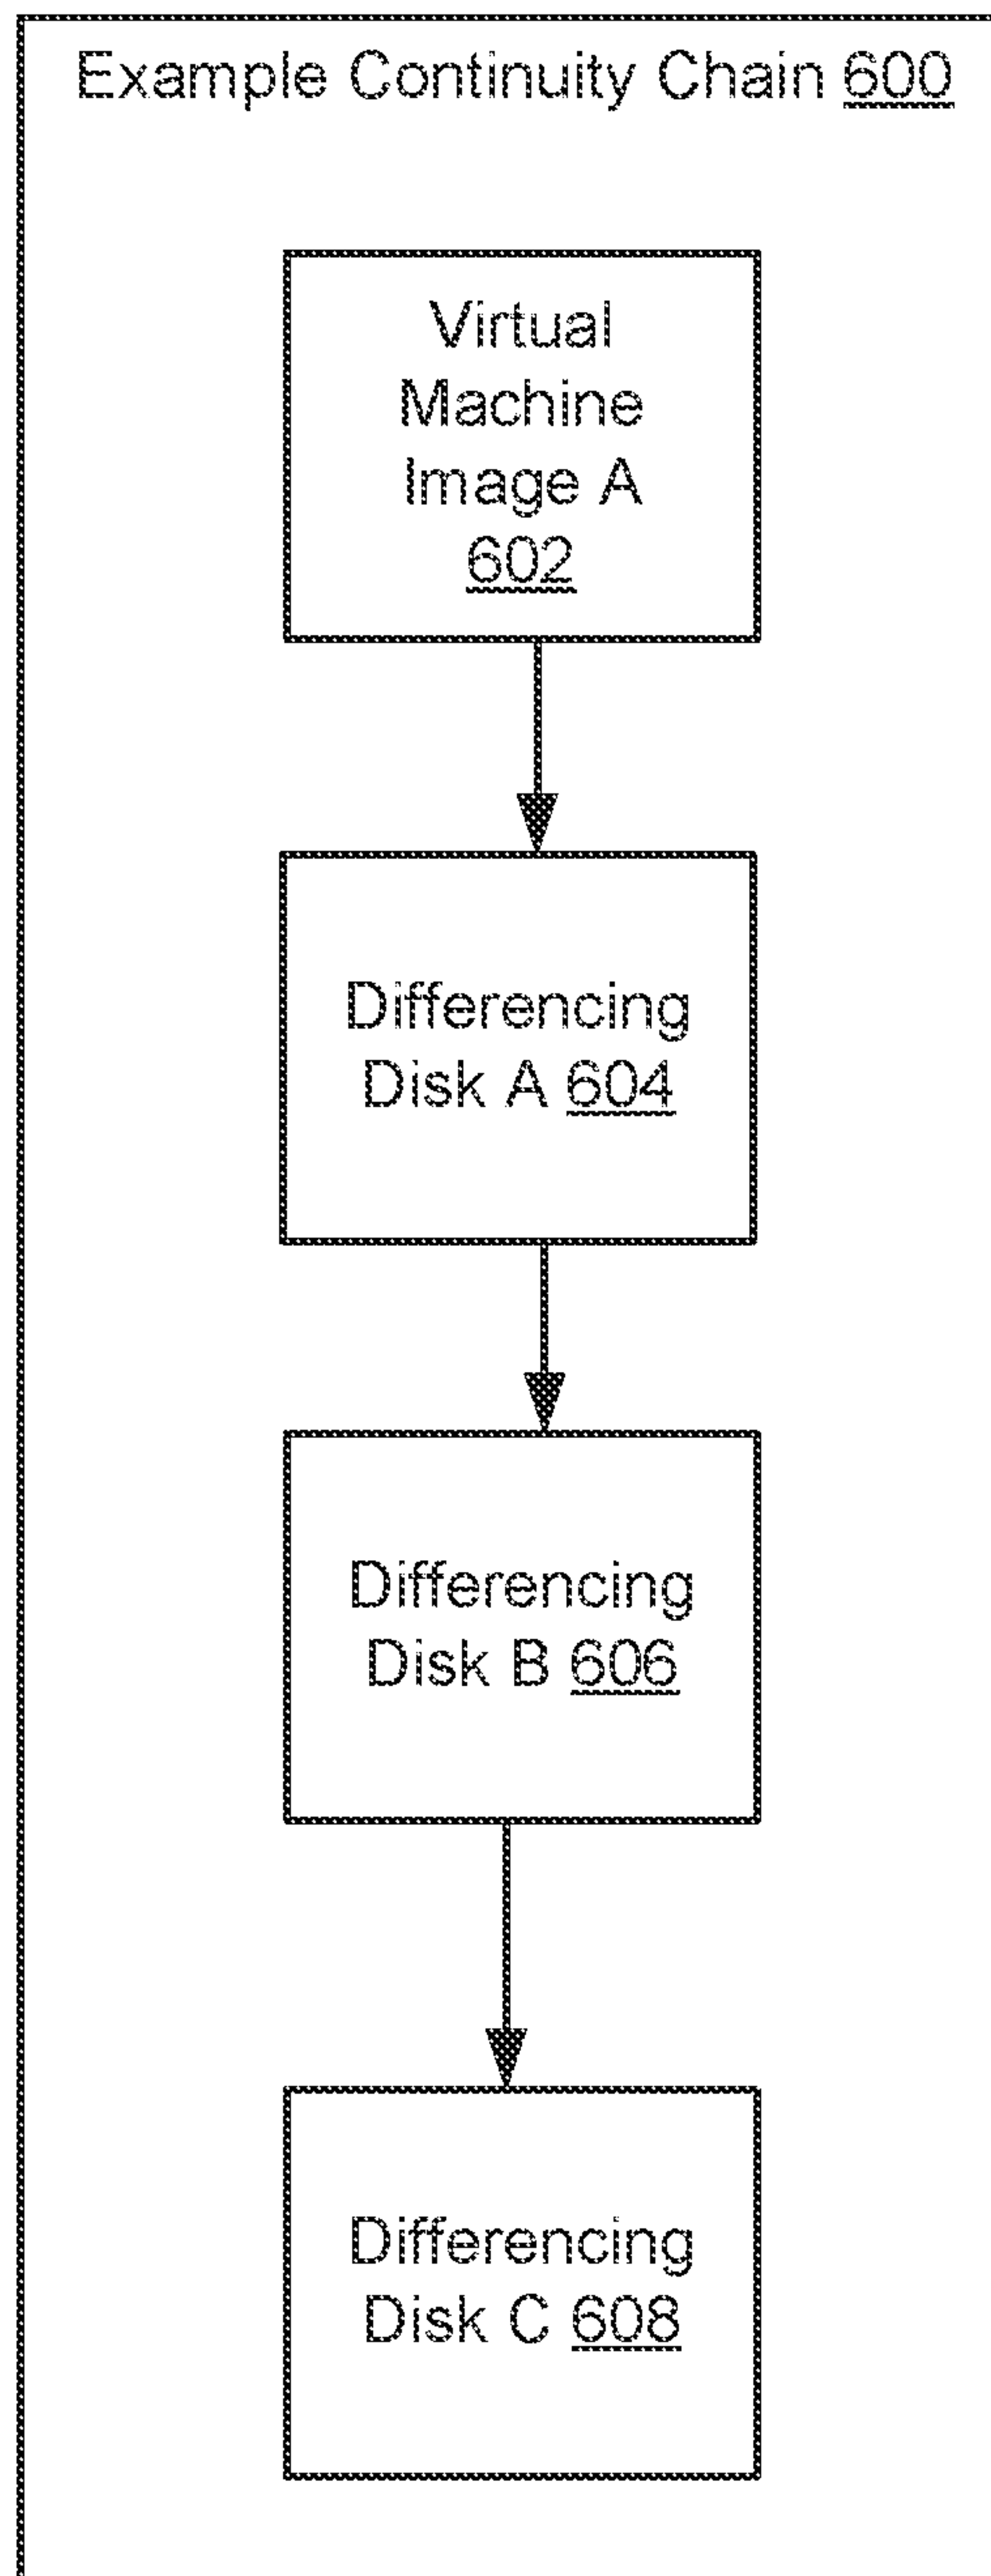 Example Continuity Chain 600
Virtual
Machine
Image A
602
Differencing
Disk A 604
Differencing
Disk B 606
Differencing
Disk C 608